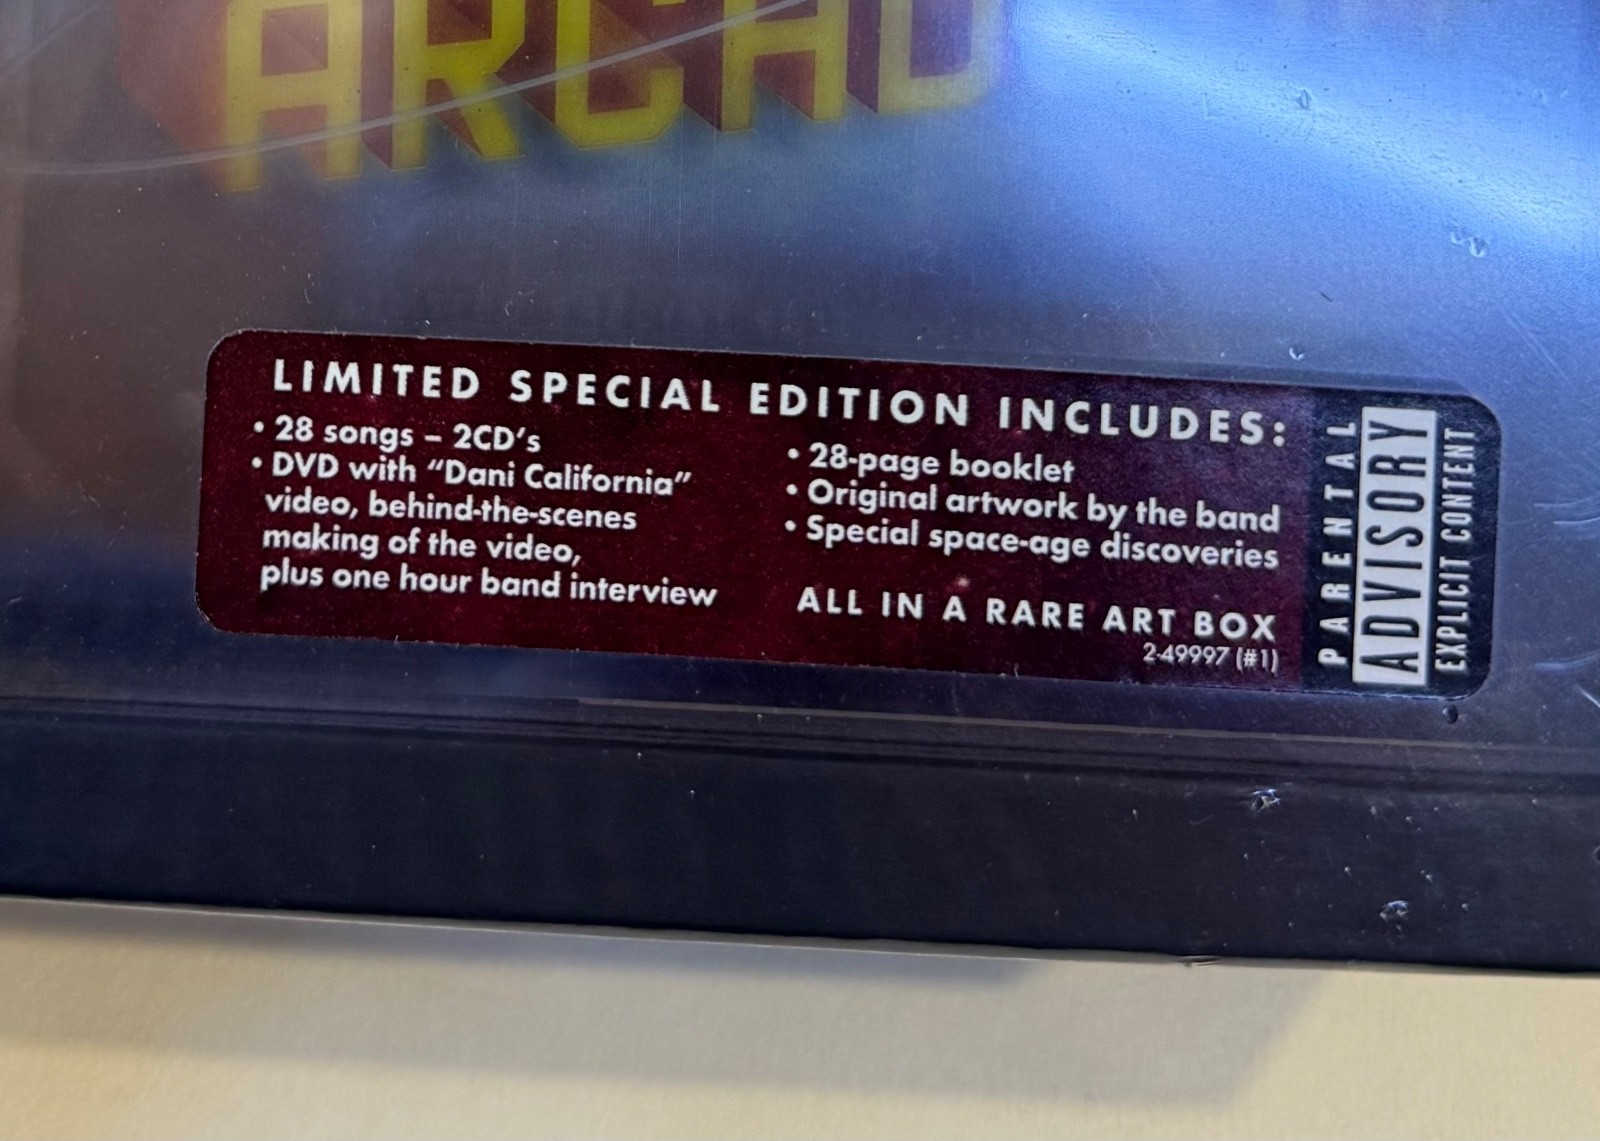 ARCAD
LIMITED SPECIAL EDITION INCLUDES:
• 28 songs – 2CD's
• DVD with “Dani California”
video, behind-the-scenes
making of the video,
plus one hour band interview
• 28-page booklet
• Original artwork by the band
• Special space-age discoveries
ALL IN A RARE ART BOX
2-49997 (#1)
PARENTAL
ADVISORY
EXPLICIT CONTENT